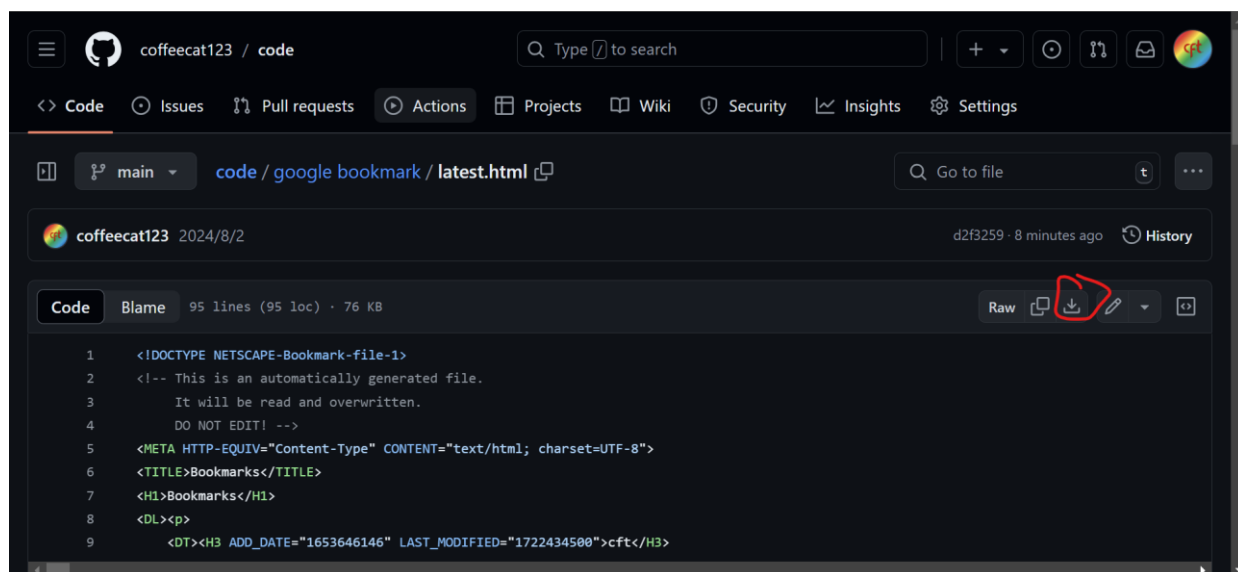 coffeecat123 / code
Type / to search
Code Issues Pull requests Actions Projects Wiki Security Insights Settings
main code / google bookmark / latest.html Go to file t
cft coffeecat123 2024/8/2 d2f3259 · 8 minutes ago History
Code Blame 95 lines (95 loc) · 76 KB Raw
1 <!DOCTYPE NETSCAPE-Bookmark-file-1>
2 <!-- This is an automatically generated file.
3 It will be read and overwritten.
4 DO NOT EDIT! -->
5 <META HTTP-EQUIV="Content-Type" CONTENT="text/html; charset=UTF-8">
6 <TITLE>Bookmarks</TITLE>
7 <H1>Bookmarks</H1>
8 <DL><p>
9 <DT><H3 ADD_DATE="1653646146" LAST_MODIFIED="1722434500">cft</H3>